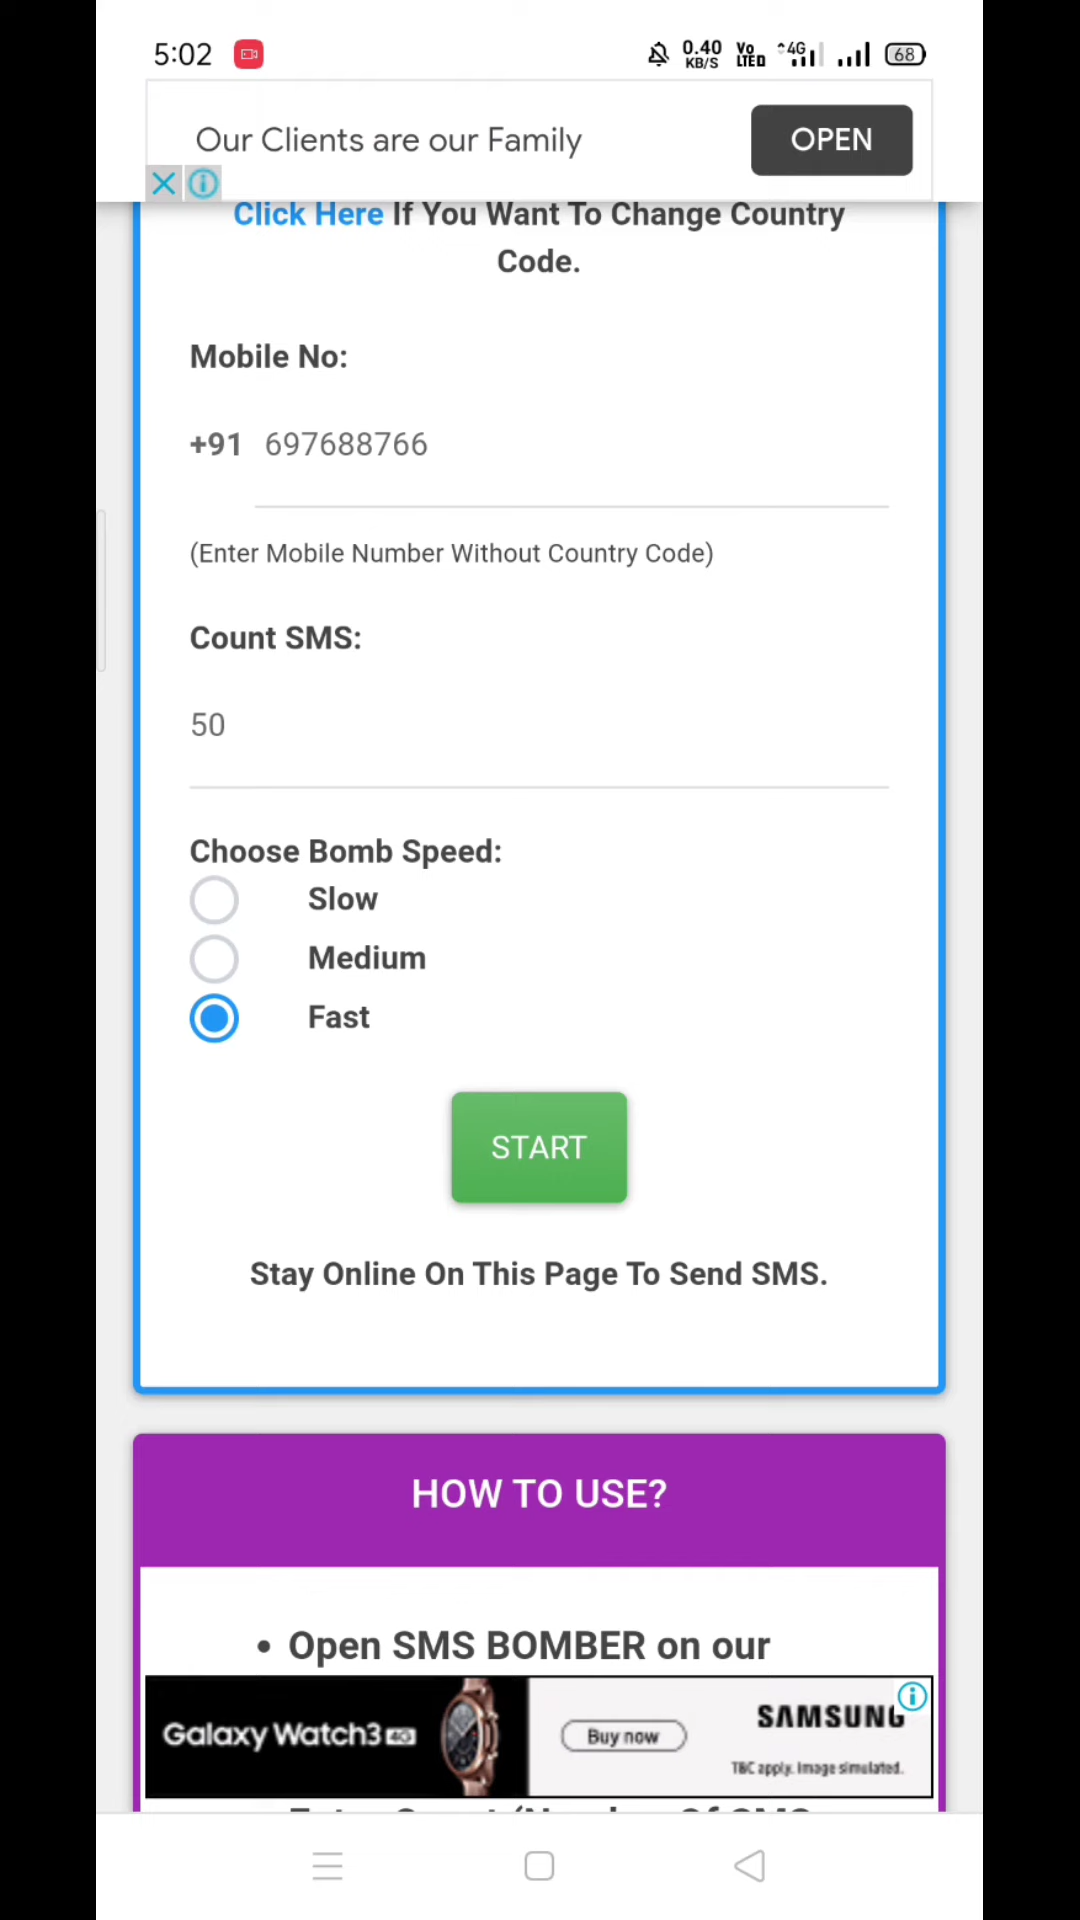 5:02 0.40 KB/S Vo LTE 4G 68
Our Clients are our Family
OPEN
Click Here If You Want To Change Country
Code.
Mobile No:
+91 697688766
(Enter Mobile Number Without Country Code)
Count SMS:
50
Choose Bomb Speed:
Slow
Medium
Fast
START
Stay Online On This Page To Send SMS.
HOW TO USE?
• Open SMS BOMBER on our
Galaxy Watch3 4G
Buy now
SAMSUNG
T&C apply. Image simulated.